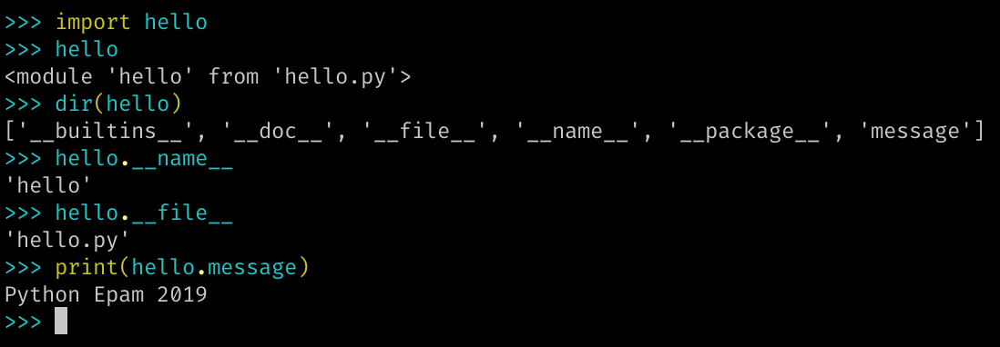 >>> import hello
>>> hello
<module 'hello' from 'hello.py'>
>>> dir(hello)
['__builtins__', '__doc__', '__file__', '__name__', '__package__', 'message']
>>> hello.__name__
'hello'
>>> hello.__file__
'hello.py'
>>> print(hello.message)
Python Epam 2019
>>>